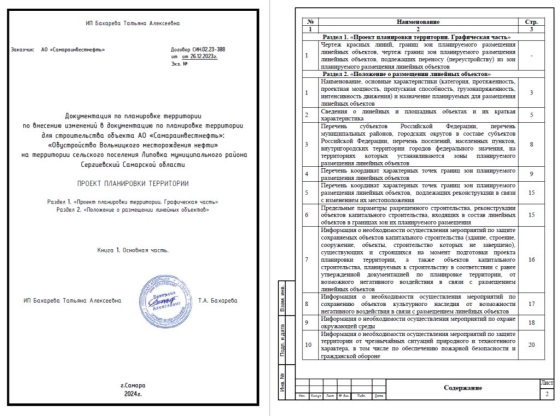 ИП Бахарева Татьяна Алексеевна
Заказчик: АО «Самараинвестнефть»
Договор СИН.02.23-388
от от 26.12.2023г.
Экз. №
Документация по планировке территории
по внесению изменений в документацию по планировке территории
для строительства объекта АО «Самараинвестнефть»:
«Обустройство Вольницкого месторождения нефти»
на территории сельского поселения Липовка муниципального района
Сергиевский Самарской области
ПРОЕКТ ПЛАНИРОВКИ ТЕРРИТОРИИ
Раздел 1. «Проект планировки территории. Графическая часть»
Раздел 2. «Положение о размещении линейных объектов»
Книга 1. Основная часть.
ИП Бахарева Татьяна Алексеевна
Т.А. Бахарева
г.Самара
2024г.
№ Наименование Стр.
1 2 3
Раздел 1. «Проект планировки территории. Графическая часть»
1 Чертеж красных линий, границ зон планируемого размещения -
линейных объектов, чертеж границ зон планируемого размещения
линейных объектов, подлежащих переносу (переустройству) из зон
планируемого размещения линейных объектов
Раздел 2. «Положение о размещении линейных объектов»
1 Наименование, основные характеристики (категория, протяженность, 3
проектная мощность, пропускная способность, грузонапряженность,
интенсивность движения) и назначение планируемых для размещения
линейных объектов
2 Сведения о линейных и площадных объектах и их краткая 5
характеристика
3 Перечень субъектов Российской Федерации, перечень 8
муниципальных районов, городских округов в составе субъектов
Российской Федерации, перечень поселений, населенных пунктов,
внутригородских территорий городов федерального значения, на
территориях которых устанавливаются зоны планируемого
размещения линейных объектов
4 Перечень координат характерных точек границ зон планируемого 9
размещения линейных объектов
5 Перечень координат характерных точек границ зон планируемого 15
размещения линейных объектов, подлежащих реконструкции в связи
с изменением их местоположения
6 Предельные параметры разрешенного строительства, реконструкции 15
объектов капитального строительства, входящих в состав линейных
объектов в границах зон их планируемого размещения
7 Информация о необходимости осуществления мероприятий по защите 16
сохраняемых объектов капитального строительства (здание, строение,
сооружение, объекты, строительство которых не завершено),
существующих и строящихся на момент подготовки проекта
планировки территории, а также объектов капитального
строительства, планируемых к строительству в соответствии с ранее
утвержденной документацией по планировке территории, от
возможного негативного воздействия в связи с размещением
линейных объектов
8 Информация о необходимости осуществления мероприятий по 17
сохранению объектов культурного наследия от возможного
негативного воздействия в связи с размещением линейных объектов
9 Информация о необходимости осуществления мероприятий по охране 18
окружающей среды
10 Информация о необходимости осуществления мероприятий по защите 20
территории от чрезвычайных ситуаций природного и техногенного
характера, в том числе по обеспечению пожарной безопасности и
гражданской обороне
Взам. инв.
Подп. и дата
Инв. №
Содержание
Лист
2